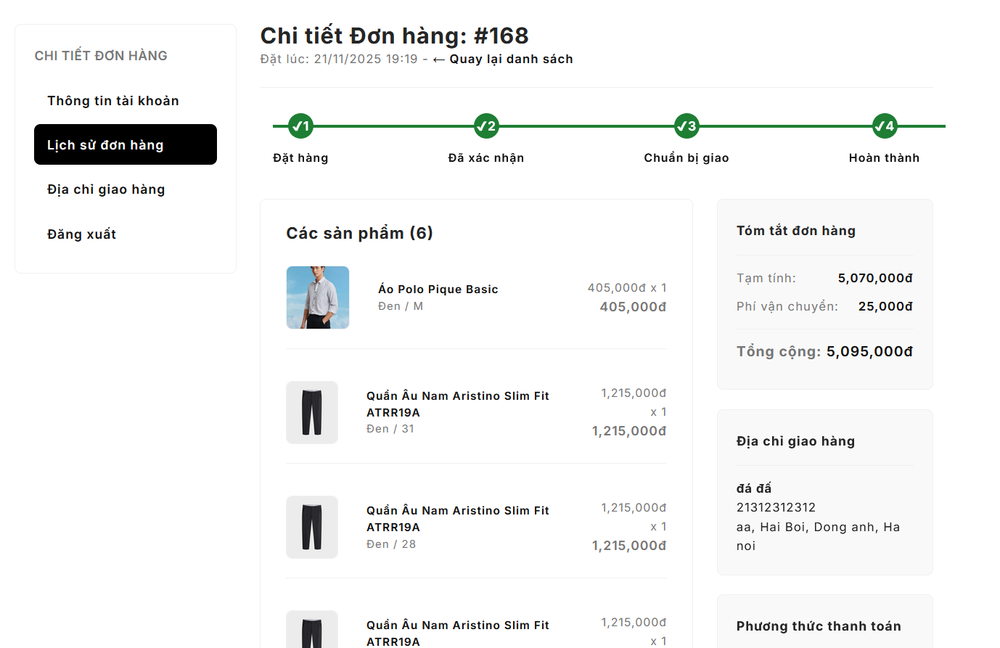 CHI TIẾT ĐƠN HÀNG
Thông tin tài khoản
Lịch sử đơn hàng
Địa chỉ giao hàng
Đăng xuất
Chi tiết Đơn hàng: #168
Đặt lúc: 21/11/2025 19:19 - ← Quay lại danh sách
✓1 ✓2 ✓3 ✓4
Đặt hàng Đã xác nhận Chuẩn bị giao Hoàn thành
Các sản phẩm (6)
Áo Polo Pique Basic
Đen / M
405,000đ x 1
405,000đ
Quần Âu Nam Aristino Slim Fit
ATRR19A
Đen / 31
1,215,000đ
x 1
1,215,000đ
Quần Âu Nam Aristino Slim Fit
ATRR19A
Đen / 28
1,215,000đ
x 1
1,215,000đ
Quần Âu Nam Aristino Slim Fit
ATRR19A
1,215,000đ
x 1
Tóm tắt đơn hàng
Tạm tính: 5,070,000đ
Phí vận chuyển: 25,000đ
Tổng cộng: 5,095,000đ
Địa chỉ giao hàng
đá đấ
21312312312
aa, Hai Boi, Dong anh, Ha
noi
Phương thức thanh toán